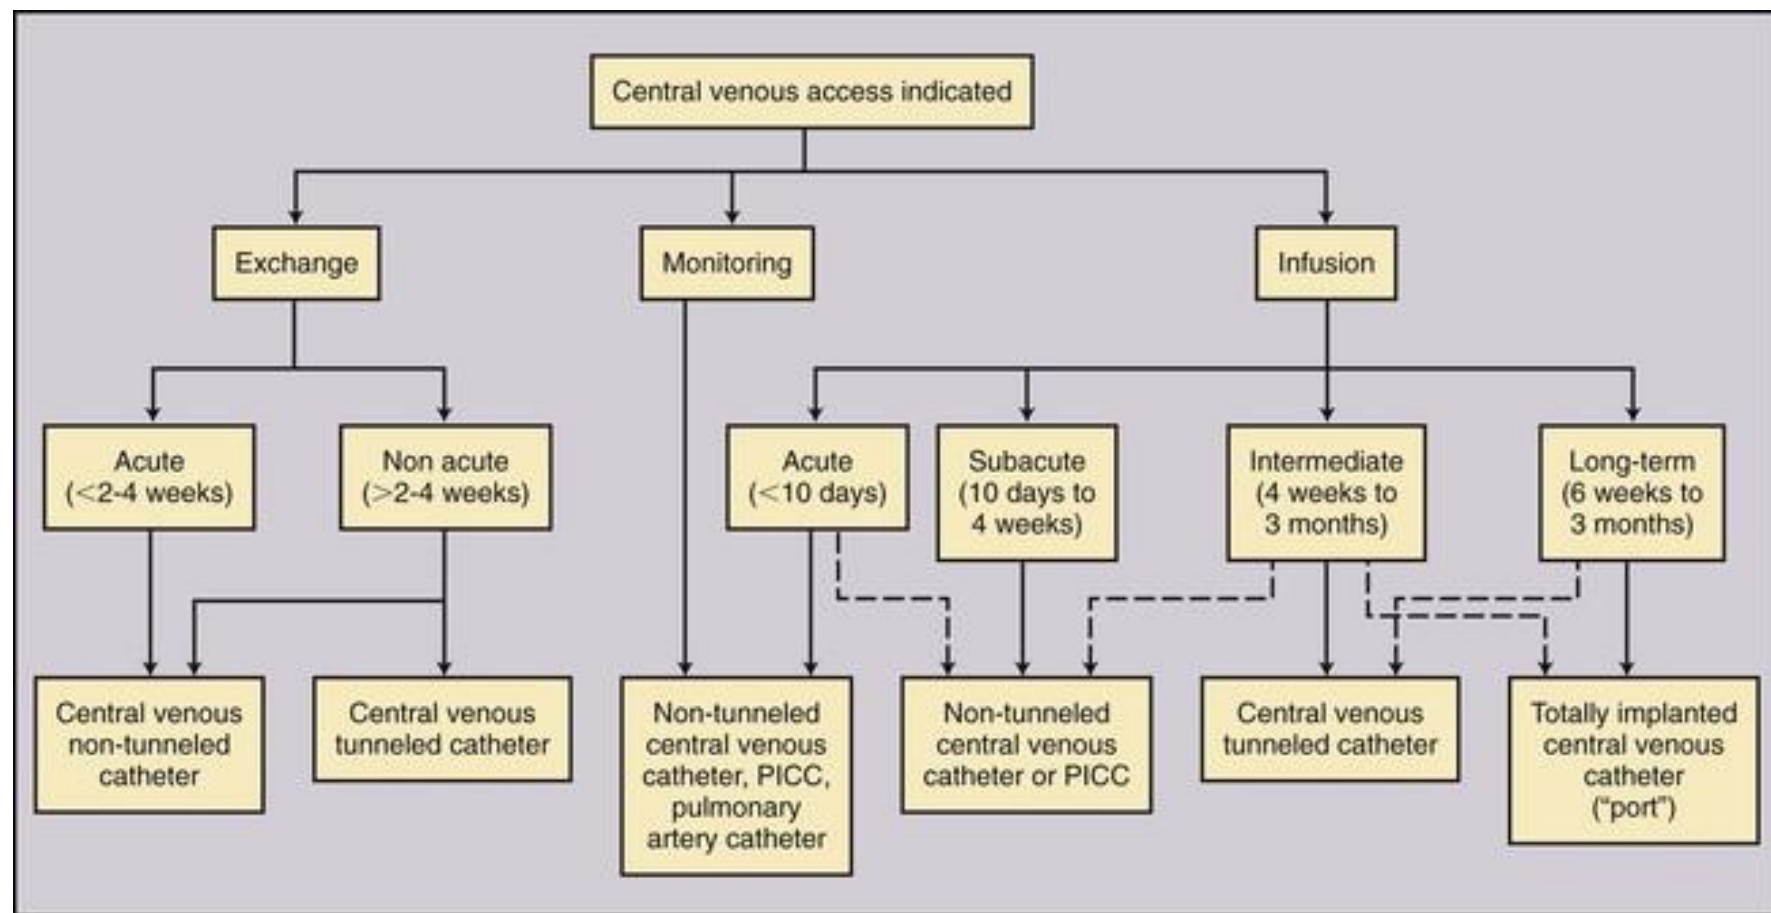 Central venous access indicated
Exchange
Monitoring
Infusion
Acute
(<2-4 weeks)
Non acute
(>2-4 weeks)
Acute
(<10 days)
Subacute
(10 days to
4 weeks)
Intermediate
(4 weeks to
3 months)
Long-term
(6 weeks to
3 months)
Central venous
non-tunneled
catheter
Central venous
tunneled catheter
Non-tunneled
central venous
catheter, PICC,
pulmonary
artery catheter
Non-tunneled
central venous
catheter or PICC
Central venous
tunneled catheter
Totally implanted
central venous
catheter
(“port”)